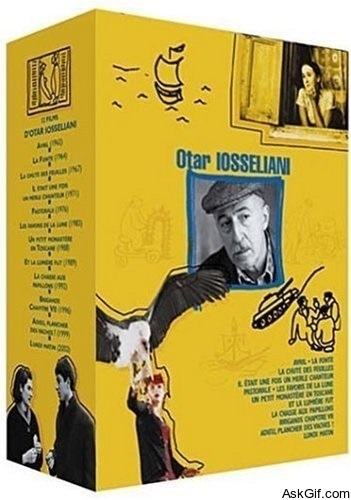 12 FILMS
D'OTAR IOSSELIANI
AVRIL (1962)
LA FONTE (1964)
LA CHUTE DES FEUILLES (1967)
IL ÉTAIT UNE FOIS
UN MERLE CHANTEUR (1971)
PASTORALE (1976)
LES FAVORIS DE LA LUNE (1983)
UN PETIT MONASTÈRE
EN TOSCANE (1988)
ET LA LUMIÈRE FUT (1989)
LA CHASSE AUX
PAPILLONS (1992)
BRIGANDS
CHAPITRE VII (1996)
ADIEU, PLANCHER
DES VACHES ! (1999)
LUNDI MATIN (2002)
Otar IOSSELIANI
AVRIL • LA FONTE
LA CHUTE DES FEUILLES
IL ÉTAIT UNE FOIS UN MERLE CHANTEUR
PASTORALE • LES FAVORIS DE LA LUNE
UN PETIT MONASTÈRE EN TOSCANE
ET LA LUMIÈRE FUT
LA CHASSE AUX PAPILLONS
BRIGANDS CHAPITRE VII
ADIEU, PLANCHER DES VACHES !
LUNDI MATIN
AskGif.com